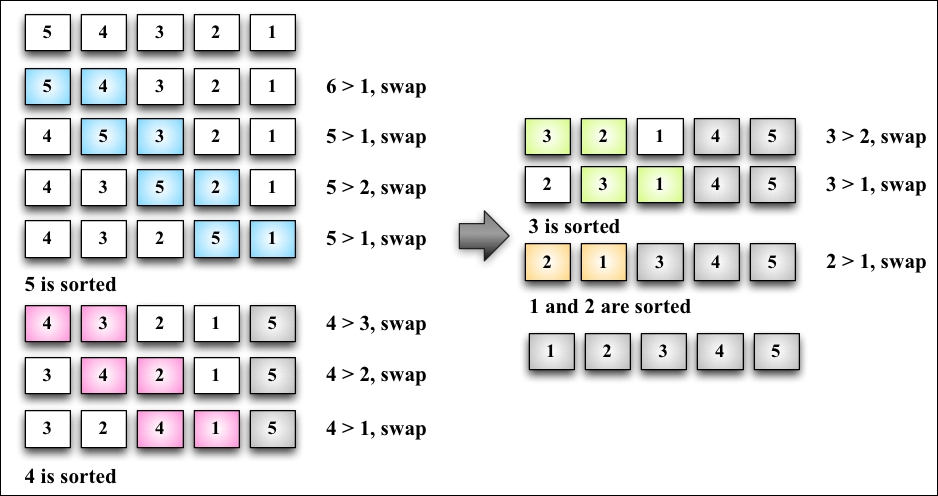 5 4 3 2 1
5 4 3 2 1 6 > 1, swap
4 5 3 2 1 5 > 1, swap
4 3 5 2 1 5 > 2, swap
4 3 2 5 1 5 > 1, swap
5 is sorted
4 3 2 1 5 4 > 3, swap
3 4 2 1 5 4 > 2, swap
3 2 4 1 5 4 > 1, swap
4 is sorted
3 2 1 4 5 3 > 2, swap
2 3 1 4 5 3 > 1, swap
3 is sorted
2 1 3 4 5 2 > 1, swap
1 and 2 are sorted
1 2 3 4 5